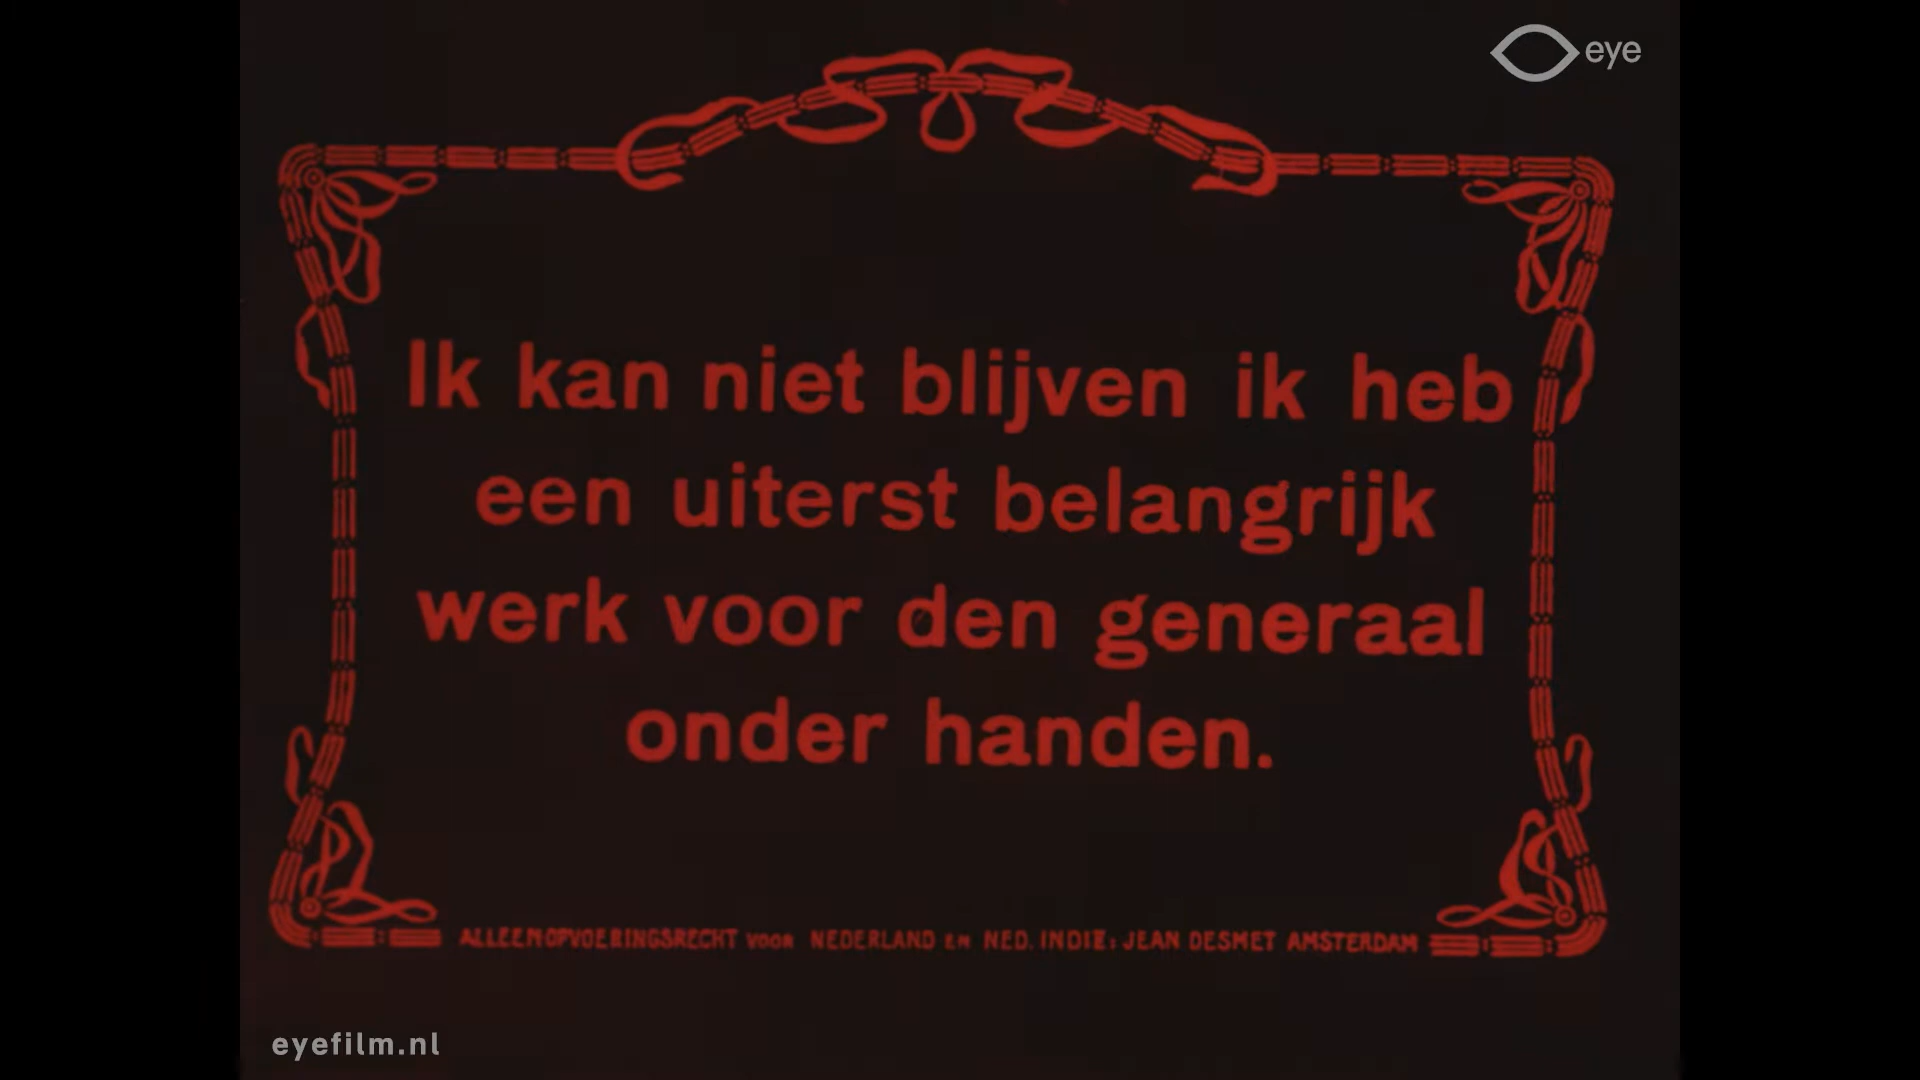 eye
Ik kan niet blijven ik heb
een uiterst belangrijk
werk voor den generaal
onder handen.
ALLEENOPVOERINGSRECHT VOOR NEDERLAND EN NED. INDIE: JEAN DESMET AMSTERDAM
eyefilm.nl